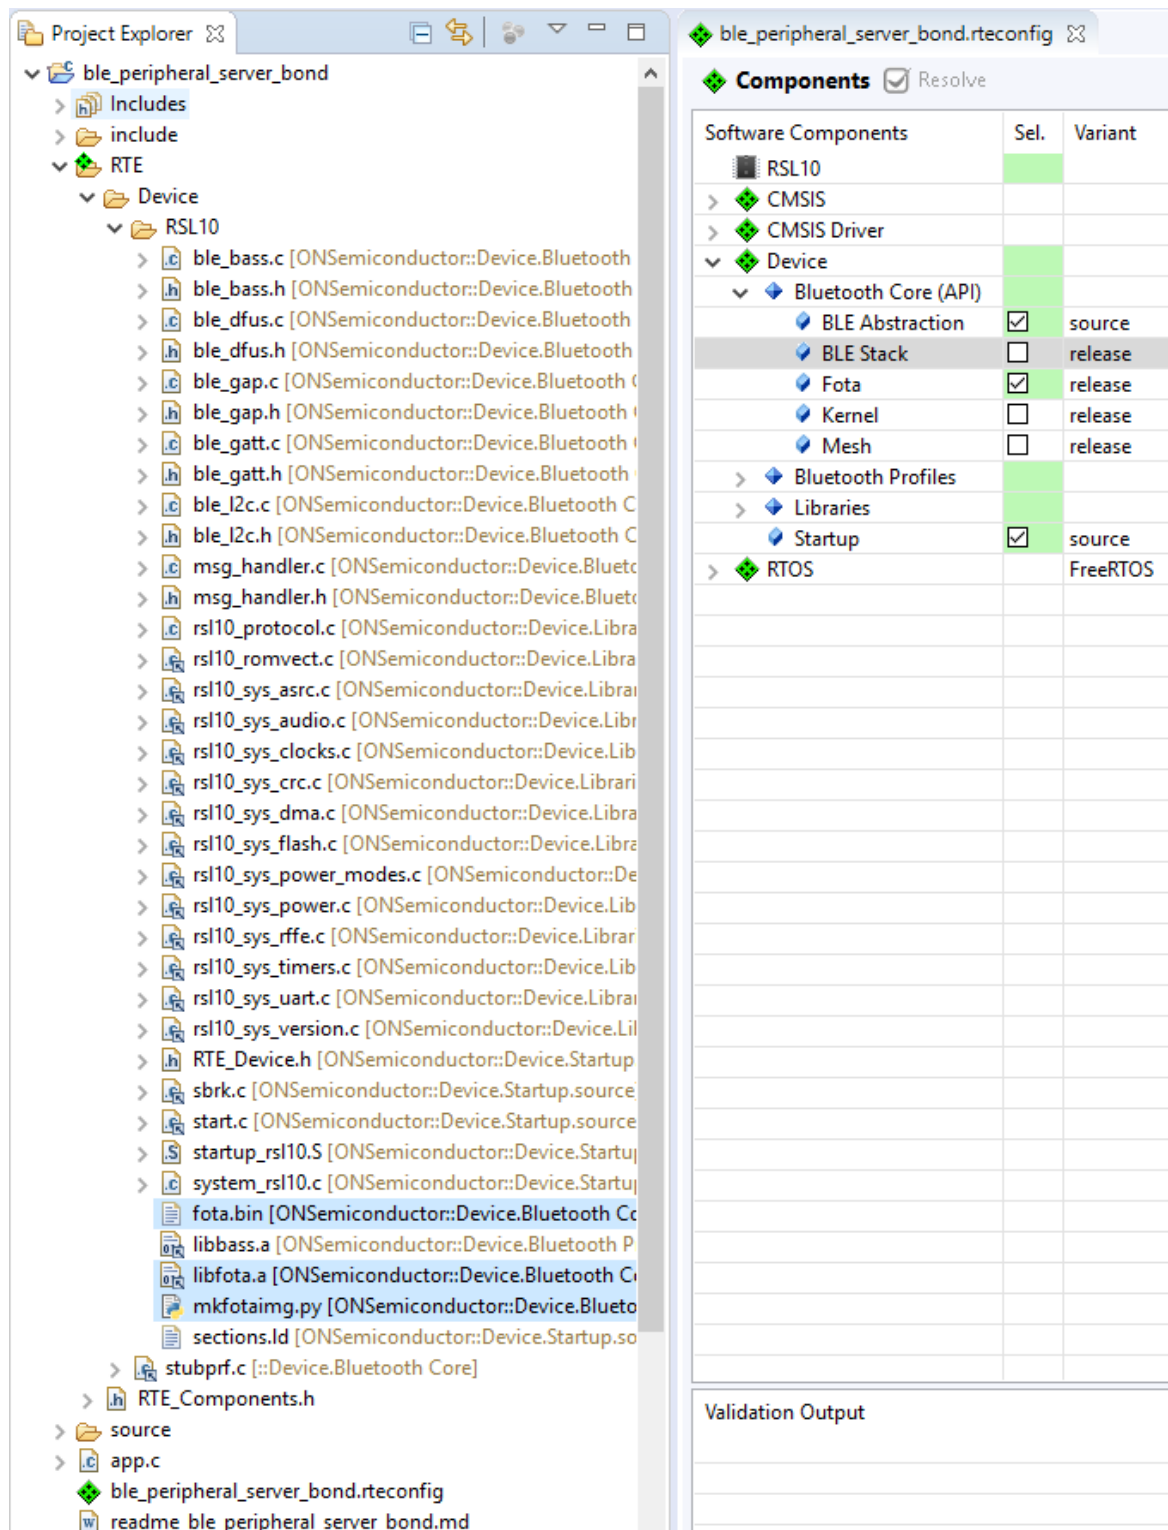 Project Explorer
ble_peripheral_server_bond
Includes
include
RTE
Device
RSL10
ble_bass.c [ONSemiconductor::Device.Bluetooth
ble_bass.h [ONSemiconductor::Device.Bluetooth
ble_dfus.c [ONSemiconductor::Device.Bluetooth
ble_dfus.h [ONSemiconductor::Device.Bluetooth
ble_gap.c [ONSemiconductor::Device.Bluetooth
ble_gap.h [ONSemiconductor::Device.Bluetooth
ble_gatt.c [ONSemiconductor::Device.Bluetooth
ble_gatt.h [ONSemiconductor::Device.Bluetooth
ble_l2c.c [ONSemiconductor::Device.Bluetooth C
ble_l2c.h [ONSemiconductor::Device.Bluetooth C
msg_handler.c [ONSemiconductor::Device.Bluetc
msg_handler.h [ONSemiconductor::Device.Bluetc
rsl10_protocol.c [ONSemiconductor::Device.Libra
rsl10_romvect.c [ONSemiconductor::Device.Libra
rsl10_sys_asrc.c [ONSemiconductor::Device.Librar
rsl10_sys_audio.c [ONSemiconductor::Device.Libr
rsl10_sys_clocks.c [ONSemiconductor::Device.Lib
rsl10_sys_crc.c [ONSemiconductor::Device.Librari
rsl10_sys_dma.c [ONSemiconductor::Device.Libra
rsl10_sys_flash.c [ONSemiconductor::Device.Libra
rsl10_sys_power_modes.c [ONSemiconductor::De
rsl10_sys_power.c [ONSemiconductor::Device.Lib
rsl10_sys_rffe.c [ONSemiconductor::Device.Librar
rsl10_sys_timers.c [ONSemiconductor::Device.Lib
rsl10_sys_uart.c [ONSemiconductor::Device.Librar
rsl10_sys_version.c [ONSemiconductor::Device.Lil
RTE_Device.h [ONSemiconductor::Device.Startup
sbrk.c [ONSemiconductor::Device.Startup.source
start.c [ONSemiconductor::Device.Startup.source
startup_rsl10.S [ONSemiconductor::Device.Startu
system_rsl10.c [ONSemiconductor::Device.Startu
fota.bin [ONSemiconductor::Device.Bluetooth Co
libbass.a [ONSemiconductor::Device.Bluetooth P
libfota.a [ONSemiconductor::Device.Bluetooth C
mkfotaimg.py [ONSemiconductor::Device.Blueto
sections.ld [ONSemiconductor::Device.Startup.so
stubprf.c [::Device.Bluetooth Core]
RTE_Components.h
source
app.c
ble_peripheral_server_bond.rteconfig
readme ble peripheral server bond.md
ble_peripheral_server_bond.rteconfig
Components Resolve
Software Components Sel. Variant
RSL10
CMSIS
CMSIS Driver
Device
Bluetooth Core (API)
BLE Abstraction source
BLE Stack release
Fota release
Kernel release
Mesh release
Bluetooth Profiles
Libraries
Startup source
RTOS FreeRTOS
Validation Output